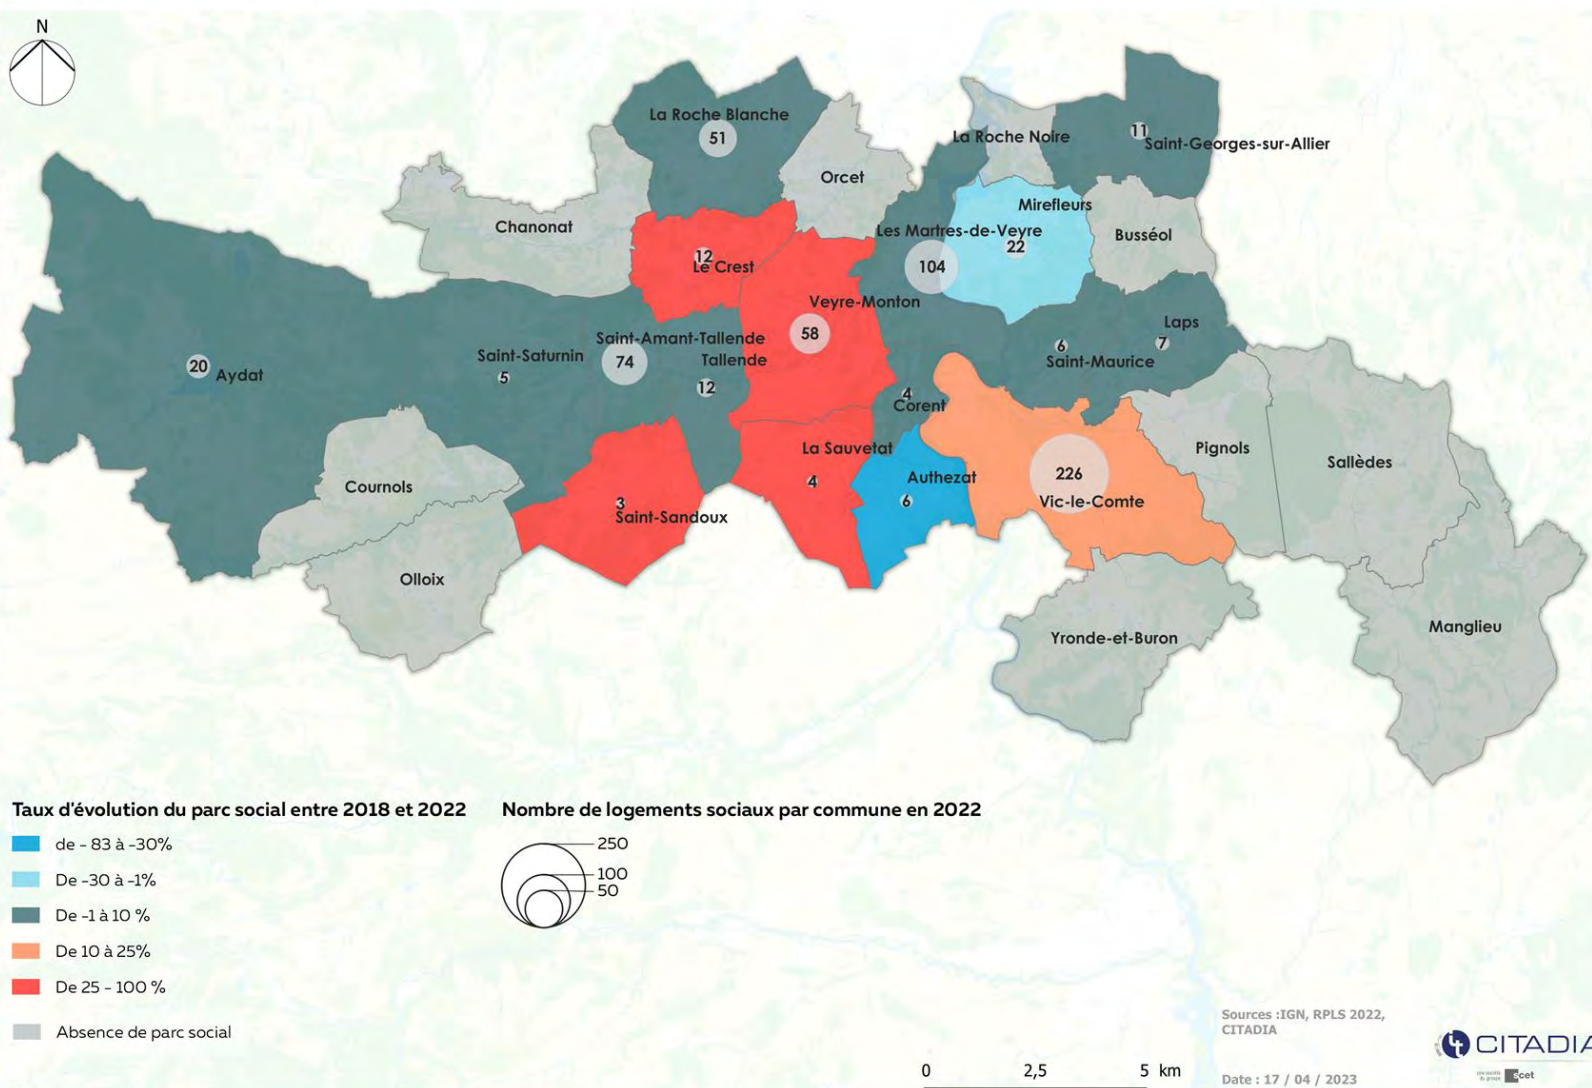 N
La Roche Blanche
51
La Roche Noire
11
Saint-Georges-sur-Allier
Orcet
Chanonat
Mirefleurs
Les Martres-de-Veyre
22
Busséol
104
12
Le Crest
Veyre-Monton
58
Laps
7
6
Saint-Maurice
Saint-Amant-Tallende
74
Tallende
12
Saint-Saturnin
5
20
Aydat
4
Corent
La Sauvetat
4
Authezat
6
226
Vic-le-Comte
Pignols
Sallèdes
Cournols
3
Saint-Sandoux
Olloix
Yronde-et-Buron
Manglieu
Taux d'évolution du parc social entre 2018 et 2022
de - 83 à -30%
De -30 à -1%
De -1 à 10 %
De 10 à 25%
De 25 - 100 %
Absence de parc social
Nombre de logements sociaux par commune en 2022
250
100
50
0 2,5 5 km
Sources :IGN, RPLS 2022,
CITADIA
Date : 17 / 04 / 2023
CITADIA
scet